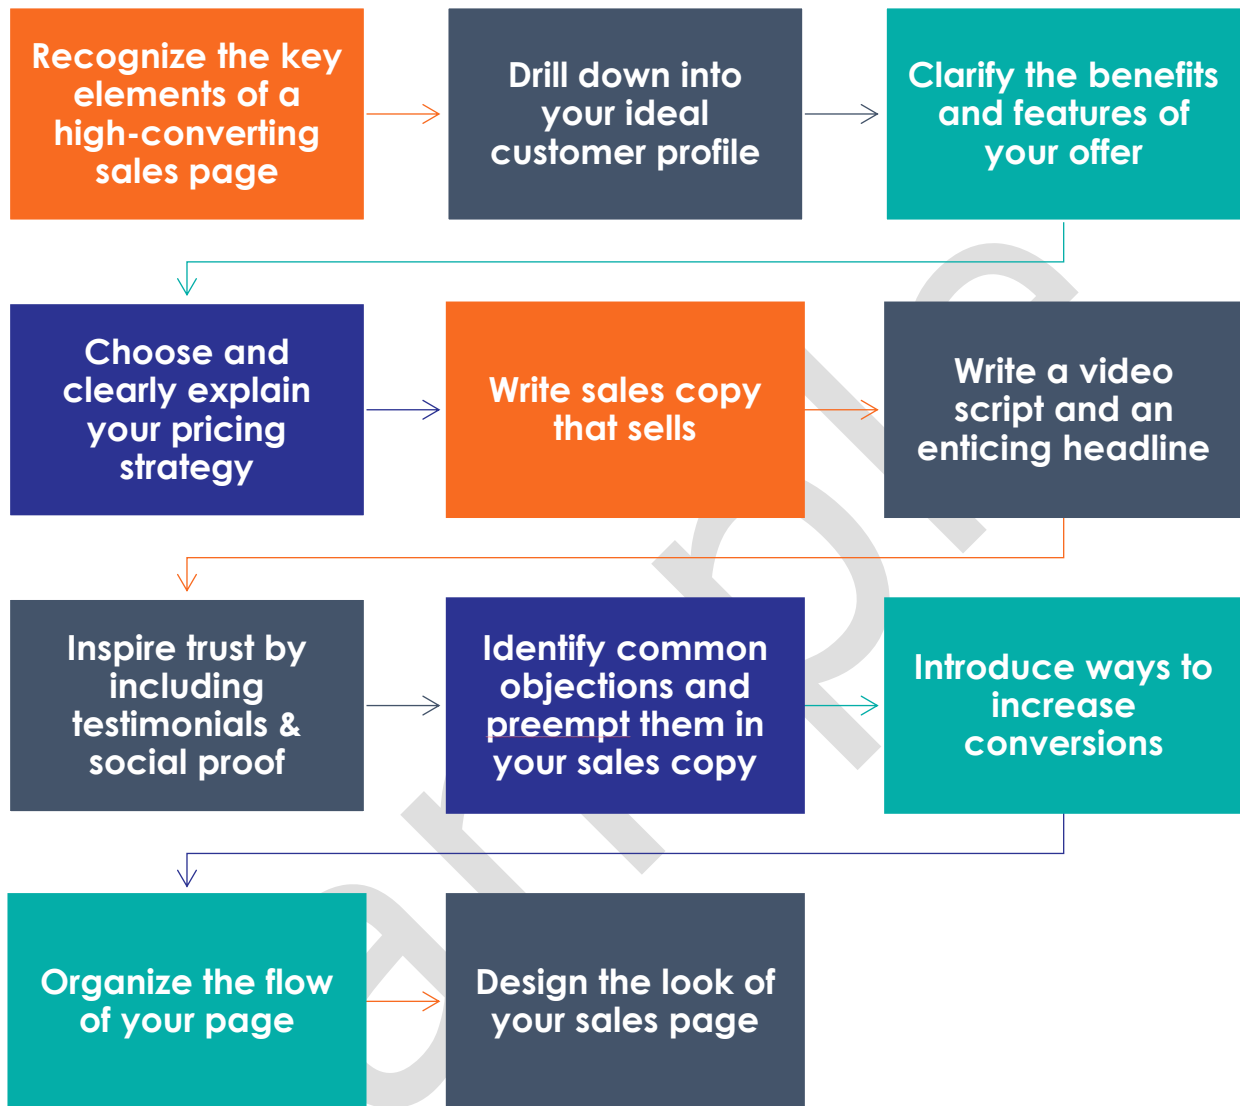 Recognize the key
elements of a
high-converting
sales page
Drill down into
your ideal
customer profile
Clarify the benefits
and features of
your offer
Choose and
clearly explain
your pricing
strategy
Write sales copy
that sells
Write a video
script and an
enticing headline
Inspire trust by
including
testimonials &
social proof
Identify common
objections and
preempt them in
your sales copy
Introduce ways to
increase
conversions
Organize the flow
of your page
Design the look of
your sales page